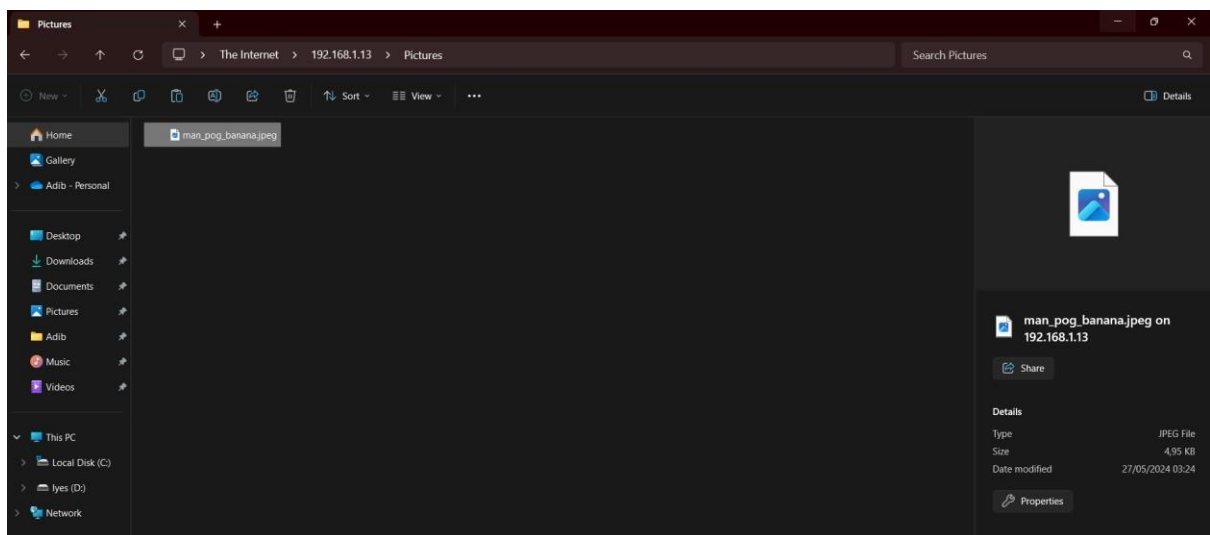 Pictures
The Internet > 192.168.1.13 > Pictures
Search Pictures
New
Sort
View
Details
Home
Gallery
Adib - Personal
Desktop
Downloads
Documents
Pictures
Adib
Music
Videos
This PC
Local Disk (C:)
Iyes (D:)
Network
man_pog_banana.jpeg
man_pog_banana.jpeg on
192.168.1.13
Share
Details
Type JPEG File
Size 4,95 KB
Date modified 27/05/2024 03:24
Properties